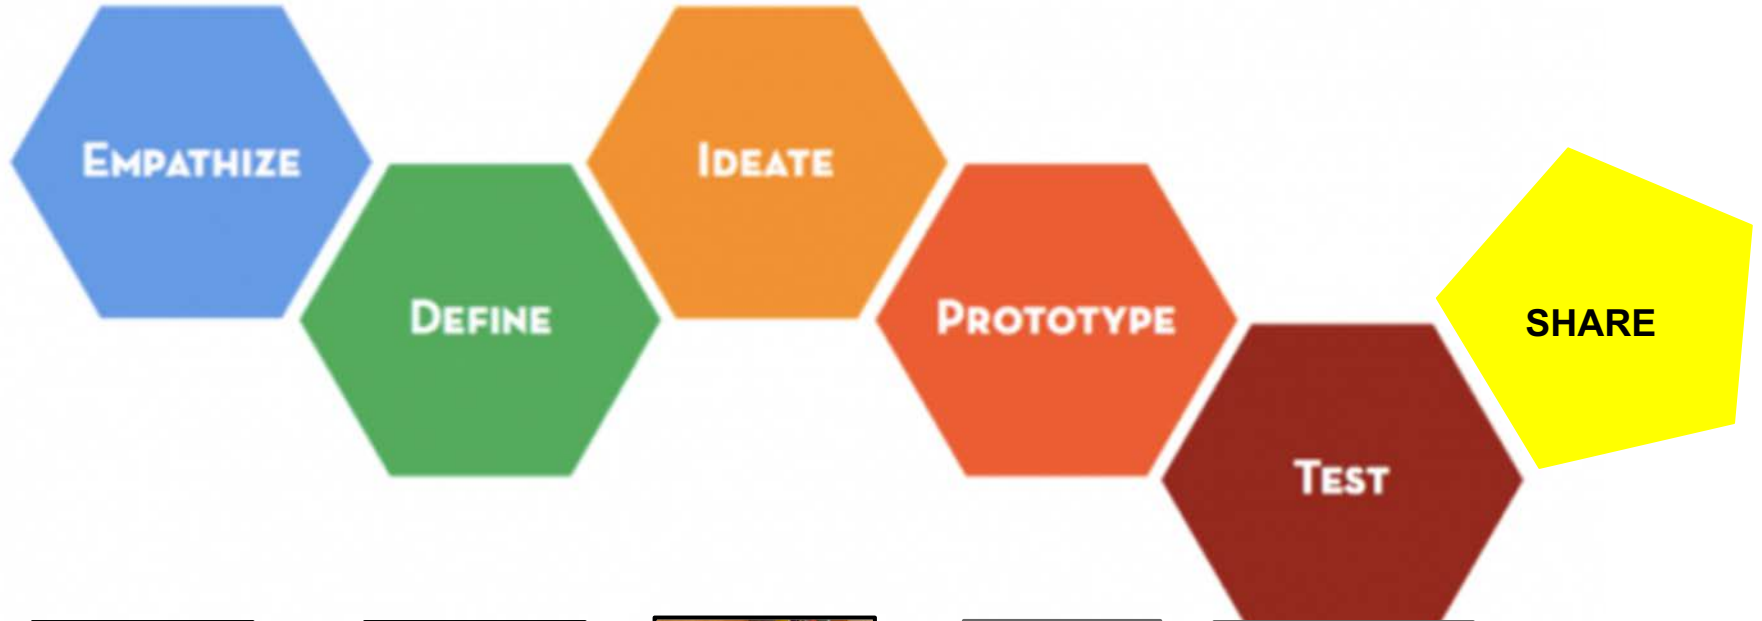 EMPATHIZE
DEFINE
IDEATE
PROTOTYPE
TEST
SHARE